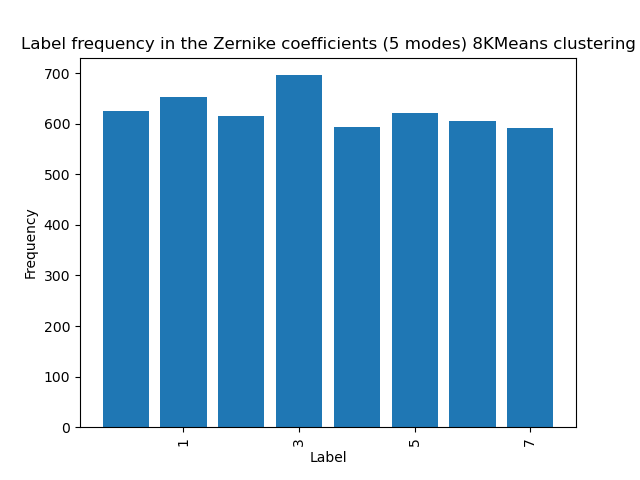 Label frequency in the Zernike coefficients (5 modes) 8KMeans clustering
700
600
500
400
300
200
100
0
Frequency
1 3 5 7
Label